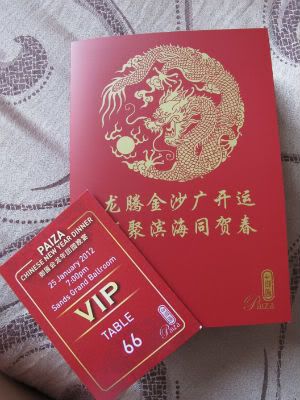 龙腾金沙广开运
聚滨海同贺春
Paiza
PAIZA
CHINESE NEW YEAR DINNER
25 January 2012
7:00pm
Sands Grand Ballroom
VIP
TABLE
66